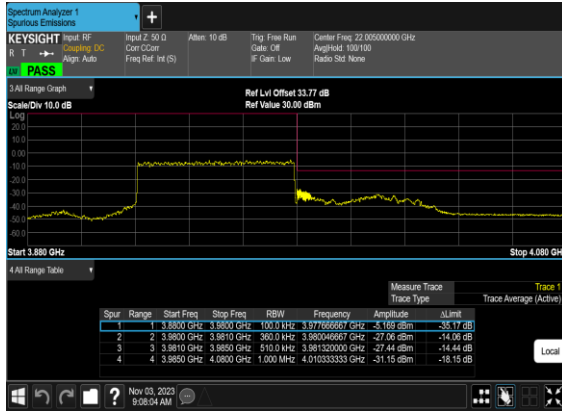 Spectrum Analyzer 1
Spurious Emissions
+
KEYSIGHT Input: RF Input Z: 50 Ω Atten: 10 dB Trig: Free Run Center Freq: 22.005000000 GHz
R T Coupling: DC Corr CCorr Gate: Off Avg|Hold: 100/100
Align: Auto Freq Ref: Int (S) IF Gain: Low Radio Std: None
PASS
3 All Range Graph
Ref Lvl Offset 33.77 dB
Scale/Div 10.0 dB Ref Value 30.00 dBm
Log
20.0
10.0
0.00
-10.0
-20.0
-30.0
-40.0
-50.0
-60.0
Start 3.880 GHz Stop 4.080 GH
4 All Range Table
Measure Trace Trace 1
Trace Type Trace Average (Active)
Spur Range Start Freq Stop Freq RBW Frequency Amplitude ΔLimit
1 1 3.8800 GHz 3.9800 GHz 100.0 kHz 3.977666667 GHz -5.169 dBm -35.17 dB
2 2 3.9800 GHz 3.9810 GHz 360.0 kHz 3.980046667 GHz -27.06 dBm -14.06 dB
3 3 3.9810 GHz 3.9850 GHz 510.0 kHz 3.981320000 GHz -27.44 dBm -14.44 dB
4 4 3.9850 GHz 4.0800 GHz 1.000 MHz 4.010333333 GHz -31.15 dBm -18.15 dB
Local
? Nov 03, 2023
9:08:04 AM